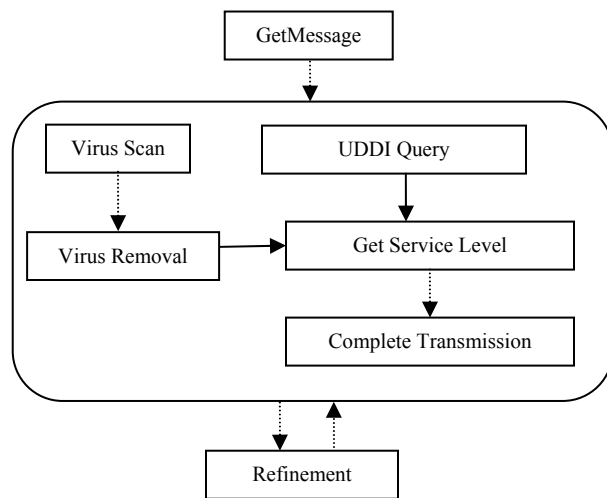 GetMessage
Virus Scan
UDDI Query
Virus Removal
Get Service Level
Complete Transmission
Refinement